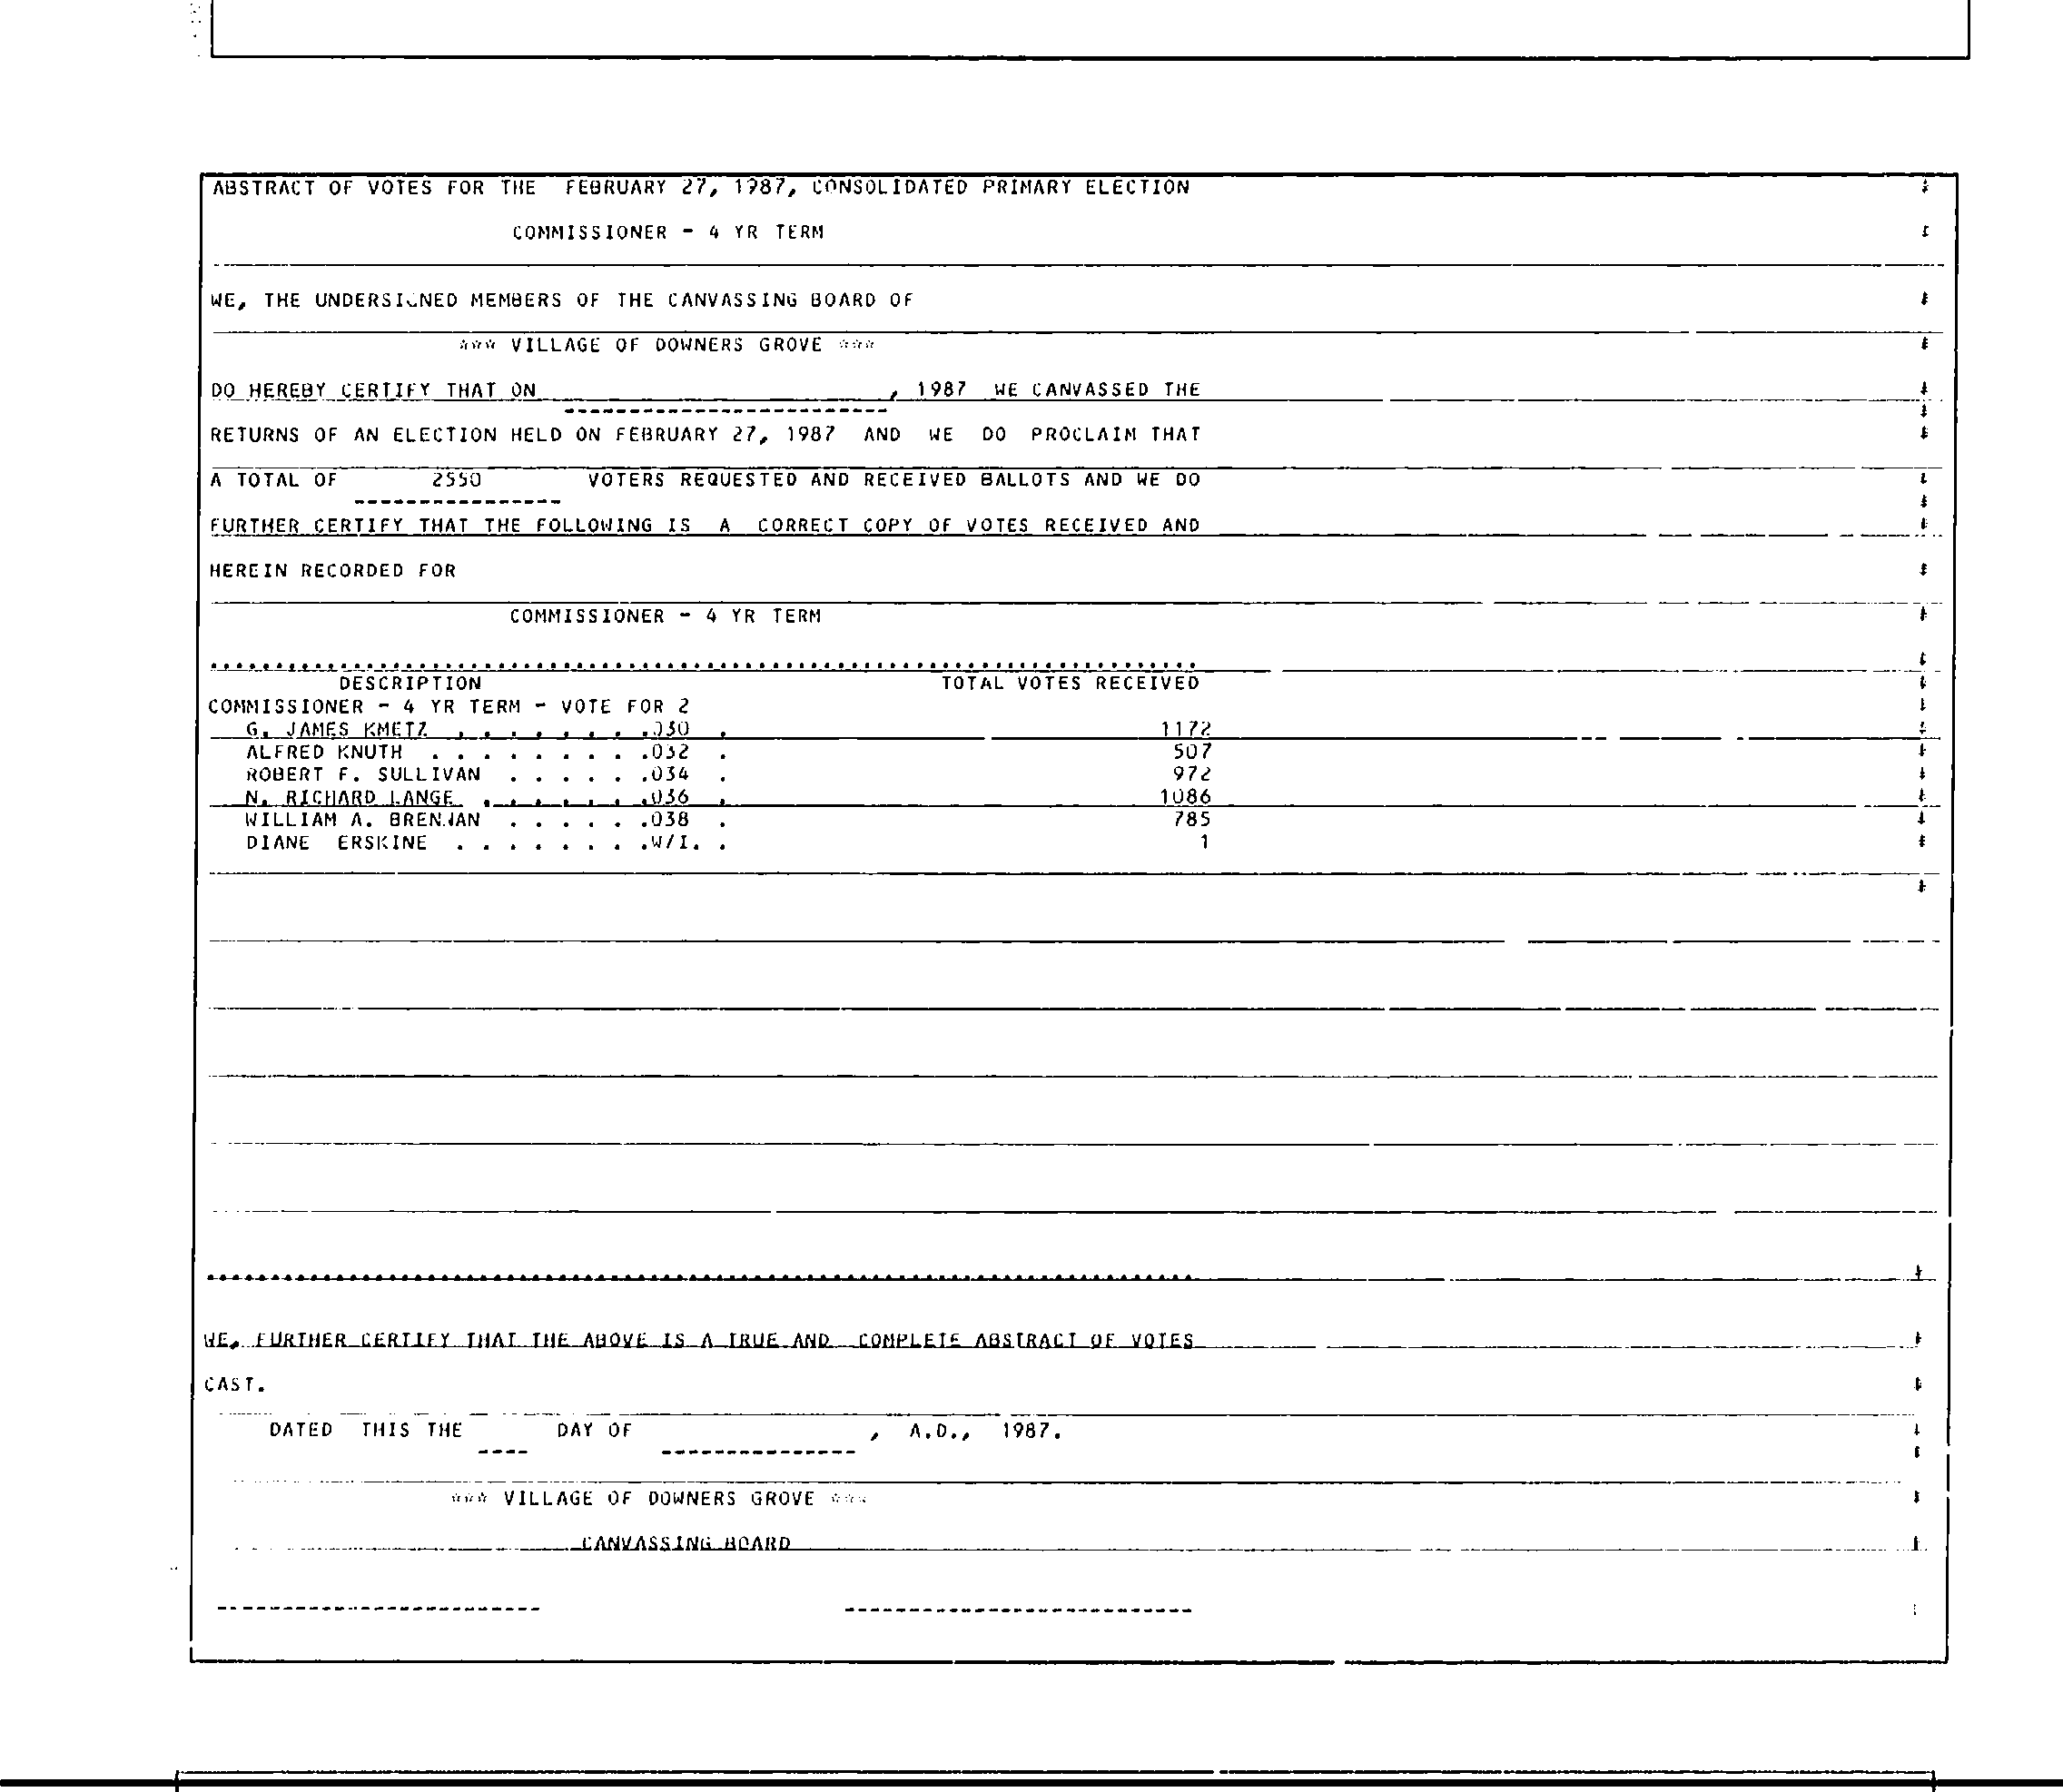 ABSTRACT OF VOTES FOR THE FEBRUARY 27, 1987, CONSOLIDATED PRIMARY ELECTION
COMMISSIONER - 4 YR TERM
WE, THE UNDERSIGNED MEMBERS OF THE CANVASSING BOARD OF
*** VILLAGE OF DOWNERS GROVE ***
DO HEREBY CERTIFY THAT ON , 1987 WE CANVASSED THE
RETURNS OF AN ELECTION HELD ON FEBRUARY 27, 1987 AND WE DO PROCLAIM THAT
A TOTAL OF 2550 VOTERS REQUESTED AND RECEIVED BALLOTS AND WE DO
FURTHER CERTIFY THAT THE FOLLOWING IS A CORRECT COPY OF VOTES RECEIVED AND
HEREIN RECORDED FOR
COMMISSIONER - 4 YR TERM
DESCRIPTION TOTAL VOTES RECEIVED
COMMISSIONER - 4 YR TERM - VOTE FOR 2
G. JAMES KMETZ . . . . . . . .030 . 1172
ALFRED KNUTH . . . . . . . . .032 . 507
ROBERT F. SULLIVAN . . . . . .034 . 972
N. RICHARD LANGE . . . . . . .036 . 1086
WILLIAM A. BRENNAN . . . . . .038 . 785
DIANE ERSKINE . . . . . . . .W/I. . 1
WE, FURTHER CERTIFY THAT THE ABOVE IS A TRUE AND COMPLETE ABSTRACT OF VOTES
CAST.
DATED THIS THE ---- DAY OF --------------- , A.D., 1987.
*** VILLAGE OF DOWNERS GROVE ***
CANVASSING BOARD